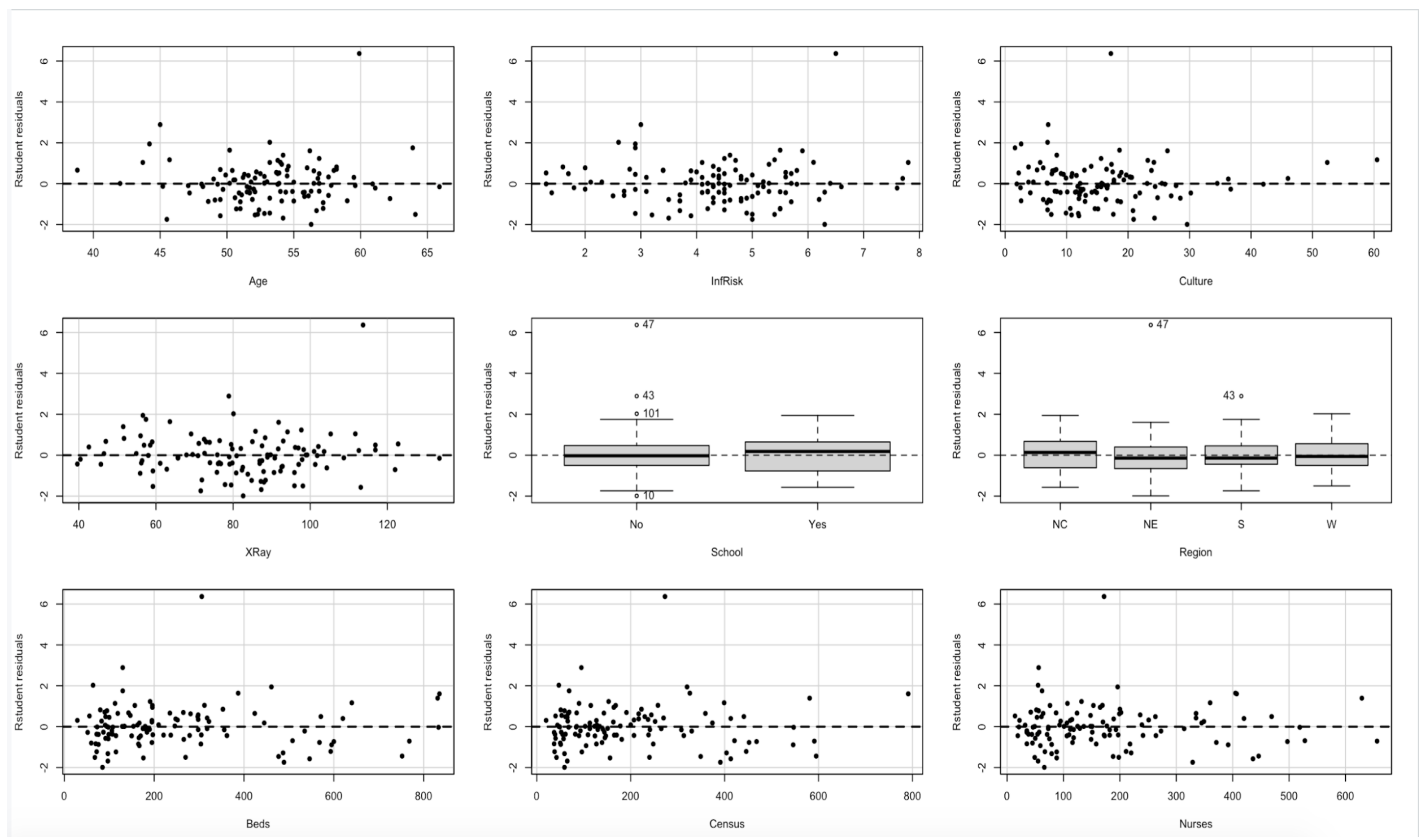 Rstudent residuals
-2 0 2 4 6
40 45 50 55 60 65
Age
Rstudent residuals
-2 0 2 4 6
2 3 4 5 6 7 8
InfRisk
Rstudent residuals
-2 0 2 4 6
0 10 20 30 40 50 60
Culture
Rstudent residuals
-2 0 2 4 6
40 60 80 100 120
XRay
Rstudent residuals
-2 0 2 4 6
47
43
101
10
No Yes
School
Rstudent residuals
-2 0 2 4 6
47
43
NC NE S W
Region
Rstudent residuals
-2 0 2 4 6
0 200 400 600 800
Beds
Rstudent residuals
-2 0 2 4 6
0 200 400 600 800
Census
Rstudent residuals
-2 0 2 4 6
0 100 200 300 400 500 600
Nurses